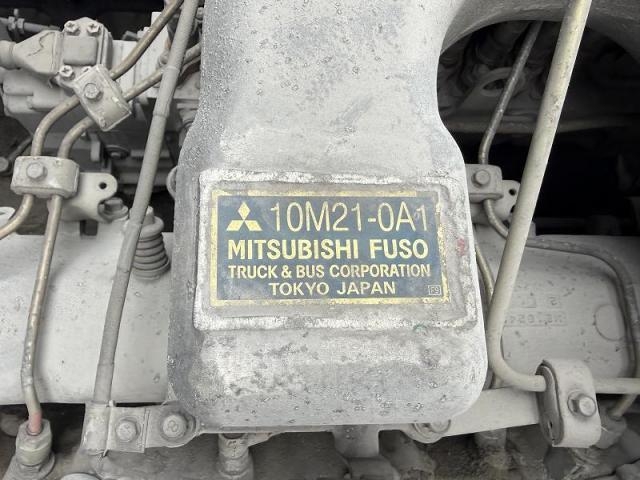 10M21-0A1
MITSUBISHI FUSO
TRUCK & BUS CORPORATION
TOKYO JAPAN